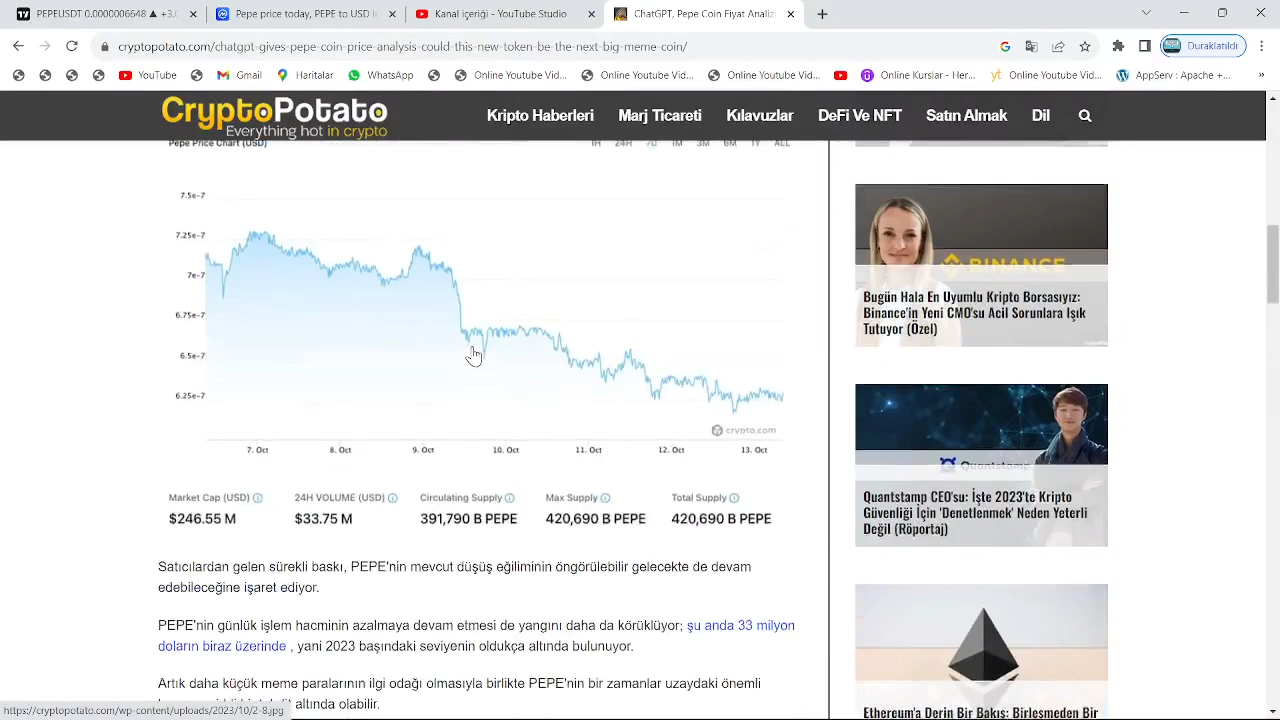 PEPEUSDT 0.0000006648 ▲ +3.0
Pepe price today, USD to USD li
Kanal içeriği - YouTube Studio
ChatGPT, Pepe Coin Fiyat Analizi
cryptopotato.com/chatgpt-gives-pepe-coin-price-analysis-could-this-new-token-be-the-next-big-meme-coin/
Duraklatıldı
YouTube
Gmail
Haritalar
WhatsApp
Online Youtube Vid...
Online Youtube Vid...
Online Kurslar - Her...
Online Youtube Vid...
AppServ : Apache +...
CryptoPotato
Everything hot in crypto
Kripto Haberleri
Marj Ticareti
Kılavuzlar
DeFi Ve NFT
Satın Almak
Dil
Pepe Price Chart (USD)
1H 24H 7D 1M 3M 6M 1Y ALL
7.5e-7
7.25e-7
7e-7
6.75e-7
6.5e-7
6.25e-7
crypto.com
7. Oct 8. Oct 9. Oct 10. Oct 11. Oct 12. Oct 13. Oct
Market Cap (USD) 24H VOLUME (USD) Circulating Supply Max Supply Total Supply
$246.55 M $33.75 M 391,790 B PEPE 420,690 B PEPE 420,690 B PEPE
Satıcılardan gelen sürekli baskı, PEPE'nin mevcut düşüş eğiliminin öngörülebilir gelecekte de devam
edebileceğine işaret ediyor.
PEPE'nin günlük işlem hacminin azalmaya devam etmesi de yangını daha da körüklüyor; şu anda 33 milyon
doların biraz üzerinde , yani 2023 başındaki seviyenin oldukça altında bulunuyor.
Artık daha küçük meme paralarının ilgi odağı olmasıyla birlikte PEPE'nin bir zamanlar uzaydaki önemli
altında olabilir.
BINANCE
Bugün Hala En Uyumlu Kripto Borsasıyız:
Binance'in Yeni CMO'su Acil Sorunlara Işık
Tutuyor (Özel)
Quantstamp
Quantstamp CEO'su: İşte 2023'te Kripto
Güvenliği İçin 'Denetlenmek' Neden Yeterli
Değil (Röportaj)
Ethereum'a Derin Bir Bakış: Birleşmeden Bir
https://cryptopotato.com/wp-content/uploads/2023/10/2-8.jpg